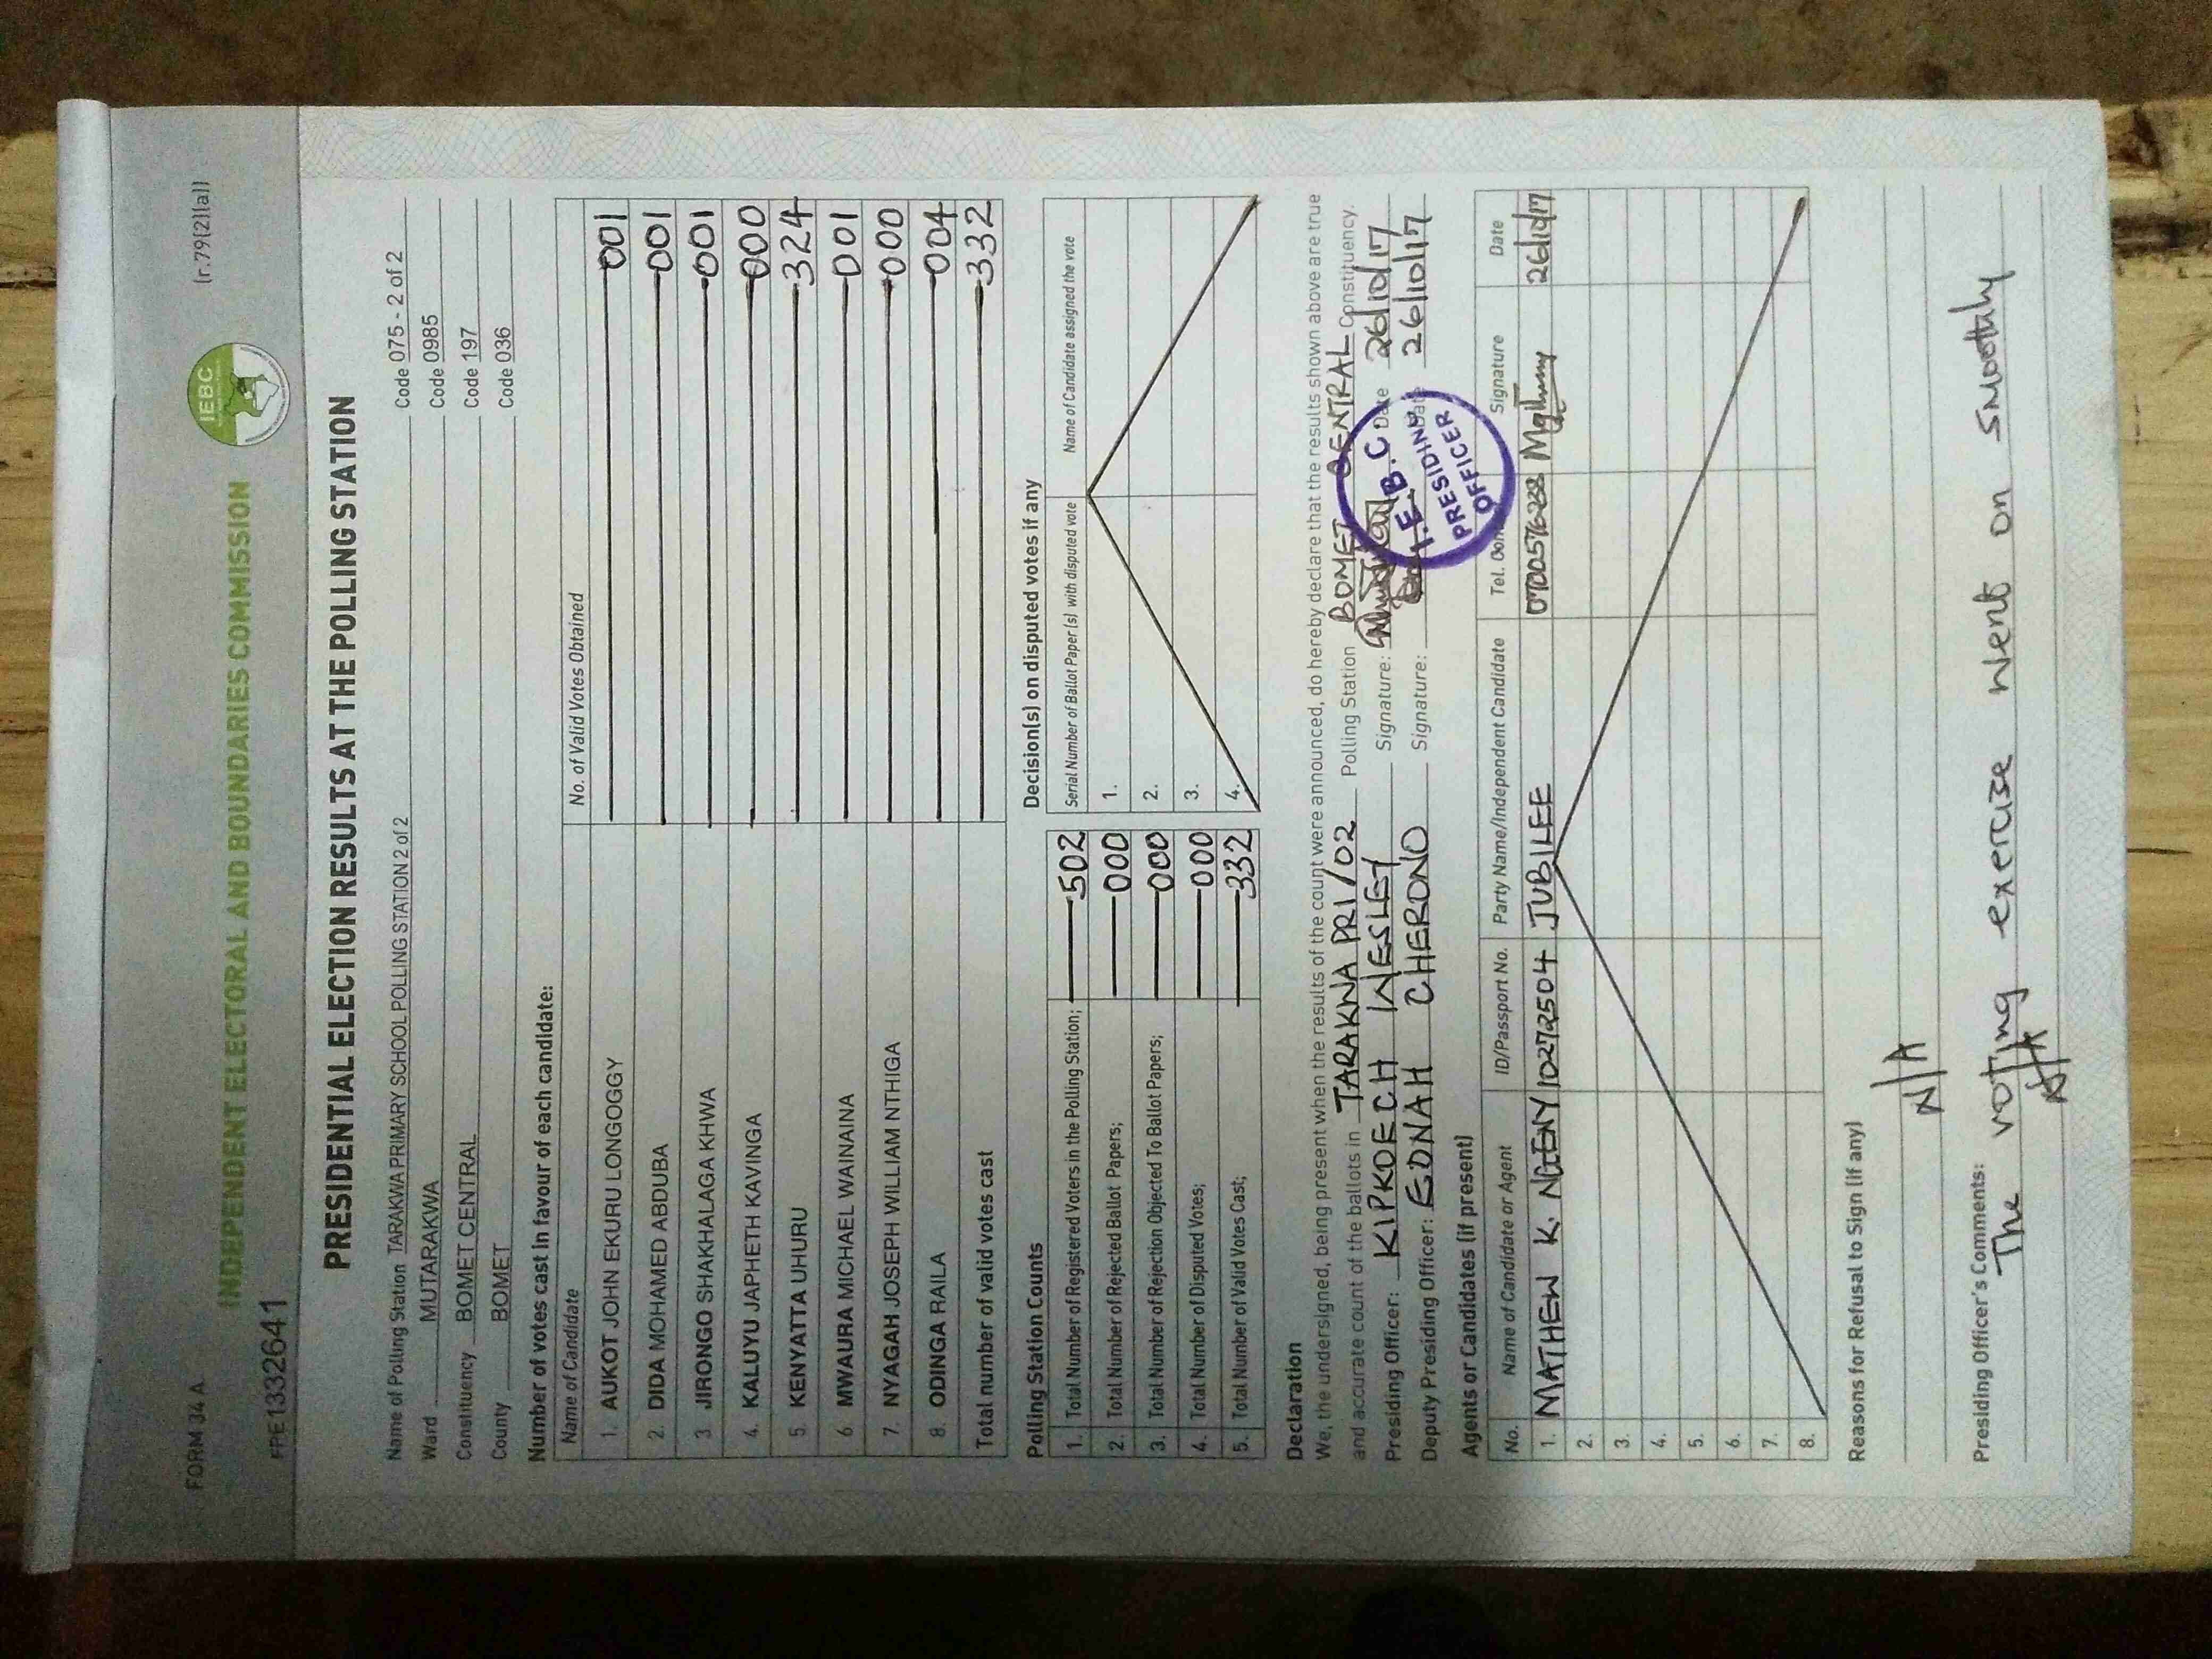 FORM 34 A
(r.79(2)(a))
IEBC
INDEPENDENT ELECTORAL AND BOUNDARIES COMMISSION
PRE1332641
PRESIDENTIAL ELECTION RESULTS AT THE POLLING STATION
Name of Polling Station TARAKWA PRIMARY SCHOOL POLLING STATION 2 of 2 Code 075 - 2 of 2
Ward MUTARAKWA Code 0985
Constituency BOMET CENTRAL Code 197
County BOMET Code 036
Number of votes cast in favour of each candidate:
Name of Candidate No. of Valid Votes Obtained
1. AUKOT JOHN EKURU LONGOGGY 001
2. DIDA MOHAMED ABDUBA 001
3 JIRONGO SHAKHALAGA KHWA 001
4. KALUYU JAPHETH KAVINGA 000
5. KENYATTA UHURU 324
6 MWAURA MICHAEL WAINAINA 001
7. NYAGAH JOSEPH WILLIAM NTHIGA 000
8. ODINGA RAILA 004
Total number of valid votes cast 332
Polling Station Counts
1. Total Number of Registered Voters in the Polling Station; 502
2. Total Number of Rejected Ballot Papers; 000
3. Total Number of Rejection Objected To Ballot Papers; 000
4. Total Number of Disputed Votes; 000
5. Total Number of Valid Votes Cast; 332
Decision(s) on disputed votes if any
Serial Number of Ballot Paper (s) with disputed vote Name of Candidate assigned the vote
1.
2.
3.
4.
Declaration
We, the undersigned, being present when the results of the count were announced, do hereby declare that the results shown above are true
and accurate count of the ballots in TARAKWA PRI/02 Polling Station BOMET CENTRAL Constituency.
Presiding Officer: KIPKOECH WESLEY Signature: Date 26/10/17
Deputy Presiding Officer: EDNAH CHERONO Signature: Date 26/10/17
I.E.B.C
PRESIDING
OFFICER
Agents or Candidates (if present)
No. Name of Candidate or Agent ID/Passport No. Party Name/Independent Candidate Tel. Signature Date
1. MATHEW K. NGENY 102772504 JUBILEE 0700576238 26/10/17
2.
3.
4.
5.
6.
7.
8.
Reasons for Refusal to Sign (if any)
N/A
Presiding Officer's Comments:
The voting exercise went on smoothly
N/A